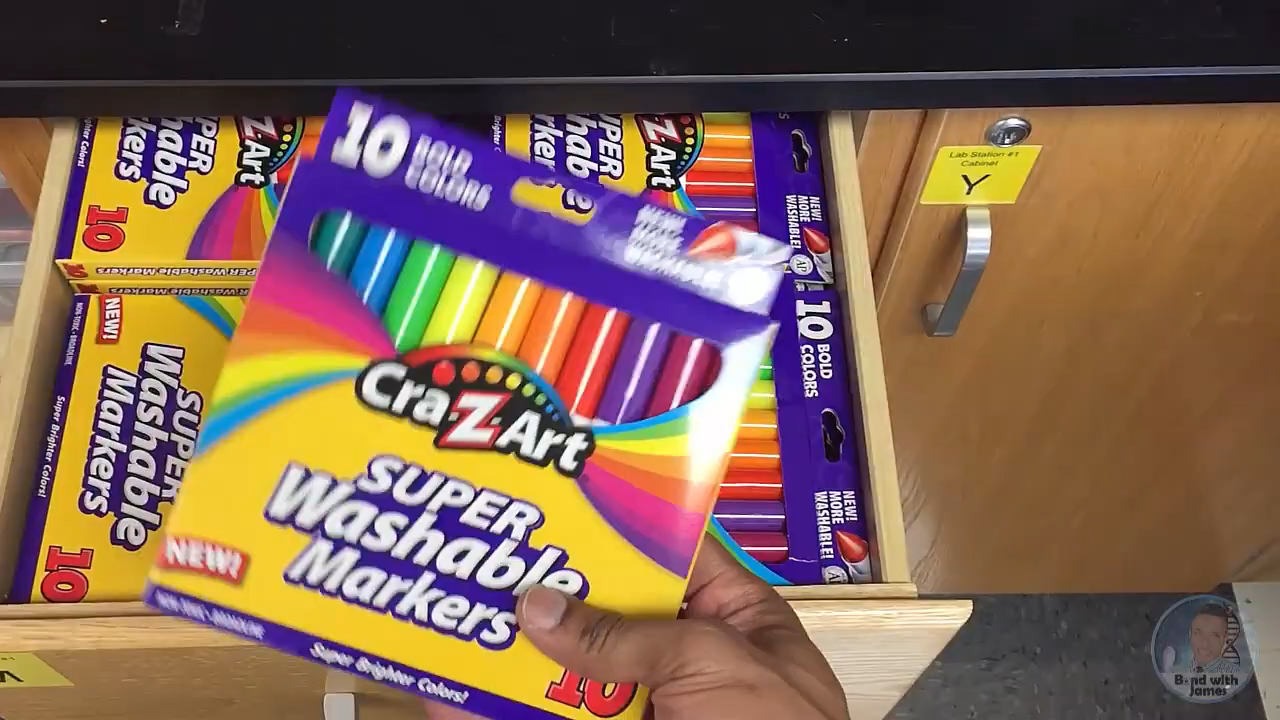 10 BOLD
COLORS
Cra-Z-Art
SUPER
Washable
Markers
NEW!
Super Brighter Colors!
10
SUPER
Washable
Markers
10
Z-Art
SUPER Washable Markers
NEW!
SUPER
Washable
Markers
Super Brighter Colors!
10
Z-Art
NEW!
MORE
WASHABLE!
10 BOLD
COLORS
NEW!
MORE
WASHABLE!
Lab Station #1
Cabinet
Y
Bond with
James